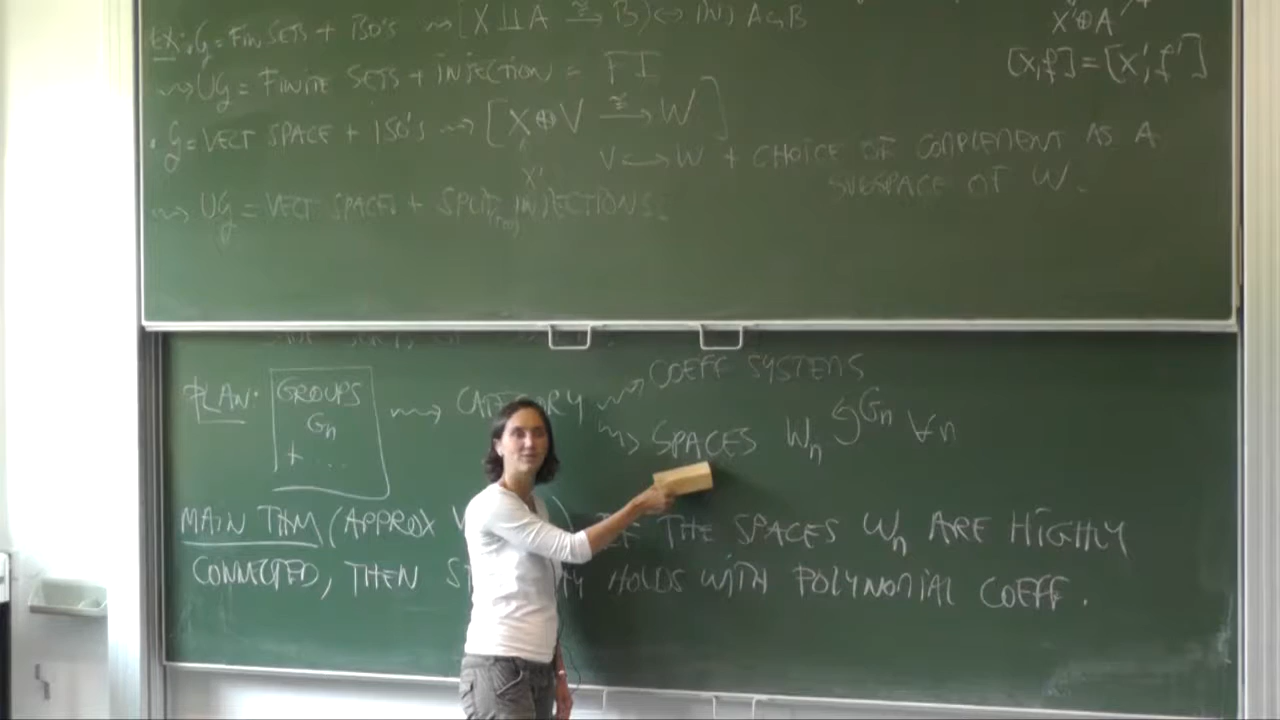 Ex: G = FINSETS + ISO'S ⇝ [X ⊔ A ≅→ B] ⇔ INJ A↪B
⇝ UG = FINITE SETS + INJECTION = FI
• G = VECT SPACE + ISO'S ⇝ [X ⊕ V ≅→ W]
V ↪ W + CHOICE OF COMPLEMENT AS A
SUBSPACE OF W.
X'
⇝ UG = VECT SPACES + SPLIT INJECTIONS.
X'⊕A
[X,f] = [X',f']
PLAN: GROUPS Gn + ... ⇝ CATEGORY ⇝ COEFF SYSTEMS
⇝ SPACES Wn ↺ Gn ∀n
MAIN THM (APPROX ) IF THE SPACES Wn ARE HIGHLY
CONNECTED, THEN HOLDS WITH POLYNOMIAL COEFF.